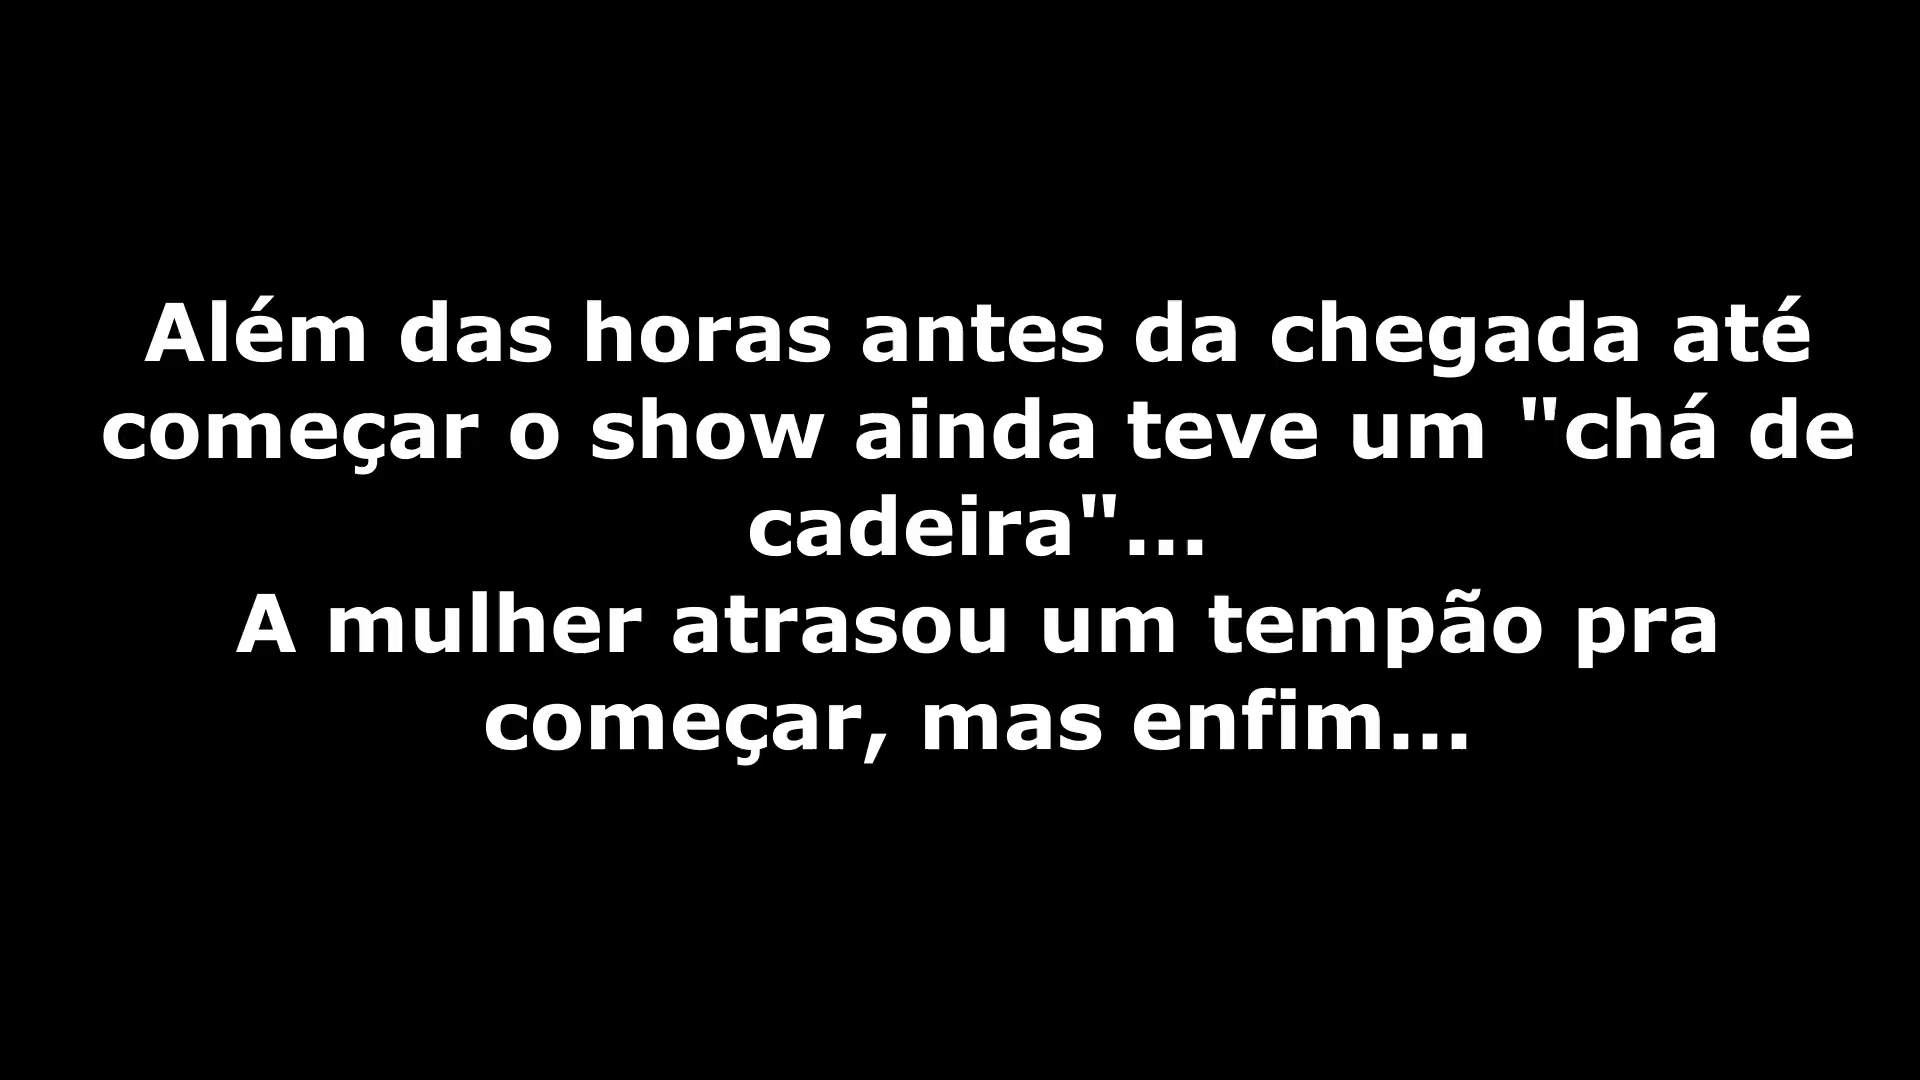 Além das horas antes da chegada até
começar o show ainda teve um "chá de
cadeira"...
A mulher atrasou um tempão pra
começar, mas enfim...